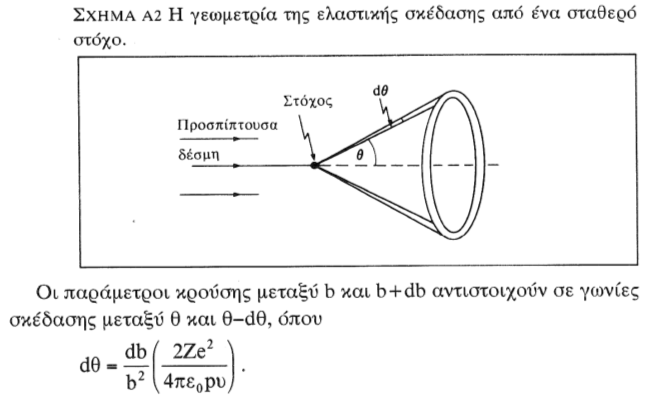 ΣΧΗΜΑ Α2 Η γεωμετρία της ελαστικής σκέδασης από ένα σταθερό
στόχο.
dθ
Στόχος
Προσπίπτουσα
δέσμη
θ
Οι παράμετροι κρούσης μεταξύ b και b+db αντιστοιχούν σε γωνίες
σκέδασης μεταξύ θ και θ–dθ, όπου
dθ = db/b² (2Ze²/4πε₀pυ) .